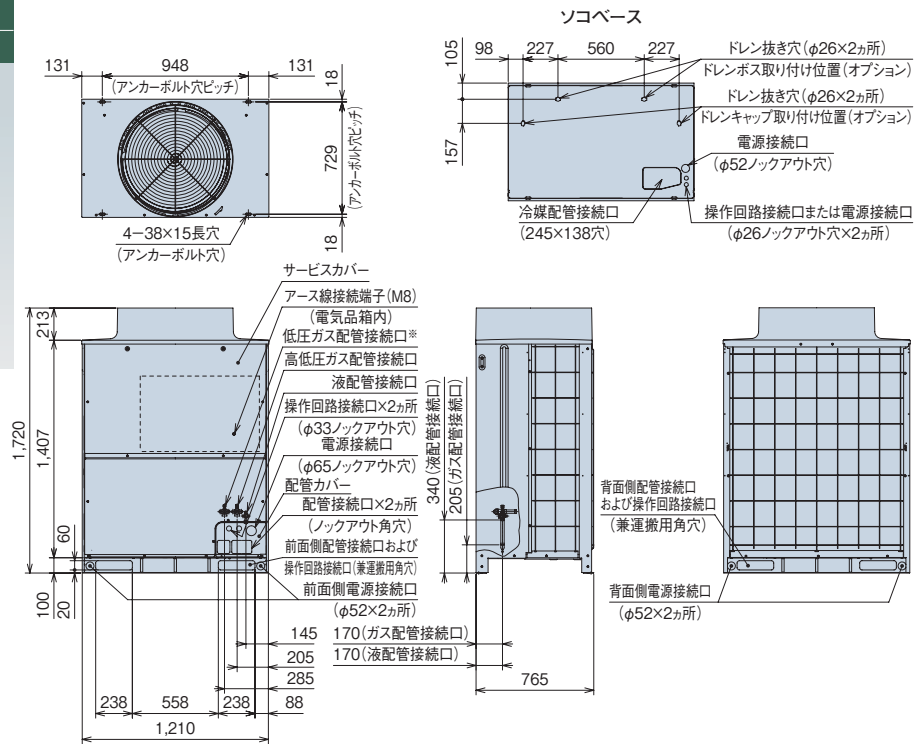 ソコベース
131
948
131
(アンカーボルト穴ピッチ)
18
729
(アンカーボルト穴ピッチ)
18
4−38×15長穴
(アンカーボルト穴)
98
227
560
227
105
157
ドレン抜き穴(φ26×2ヵ所)
ドレンボス取り付け位置(オプション)
ドレン抜き穴(φ26×2ヵ所)
ドレンキャップ取り付け位置(オプション)
電源接続口
(φ52ノックアウト穴)
冷媒配管接続口
(245×138穴)
操作回路接続口または電源接続口
(φ26ノックアウト穴×2ヵ所)
サービスカバー
アース線接続端子(M8)
(電気品箱内)
低圧ガス配管接続口※
高低圧ガス配管接続口
液配管接続口
操作回路接続口×2ヵ所
(φ33ノックアウト穴)
電源接続口
(φ65ノックアウト穴)
配管カバー
配管接続口×2ヵ所
(ノックアウト角穴)
前面側配管接続口および
操作回路接続口(兼運搬用角穴)
前面側電源接続口
(φ52×2ヵ所)
213
1,720
1,407
60
100
20
145
205
285
238
558
238
88
1,210
340(液配管接続口)
205(ガス配管接続口)
170(ガス配管接続口)
170(液配管接続口)
765
背面側配管接続口
および操作回路接続口
(兼運搬用角穴)
背面側電源接続口
(φ52×2ヵ所)